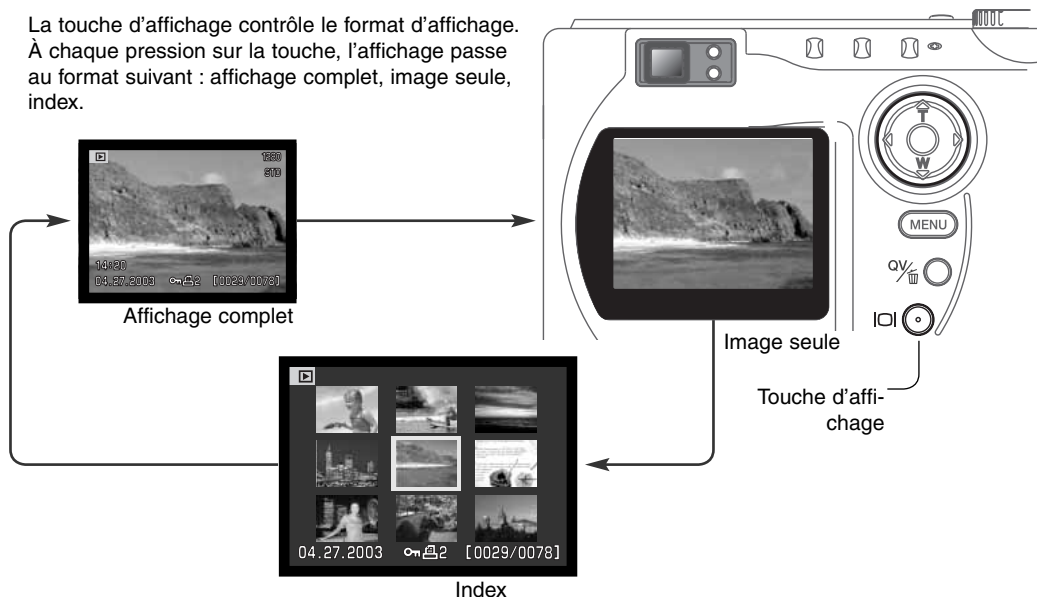 La touche d'affichage contrôle le format d'affichage.
À chaque pression sur la touche, l'affichage passe
au format suivant : affichage complet, image seule,
index.
1280
STD
14:20
04.27.2003 2 [0029/0078]
Affichage complet
T
W
MENU
QV/
Image seule
Touche d'affi-
chage
04.27.2003 2 [0029/0078]
Index